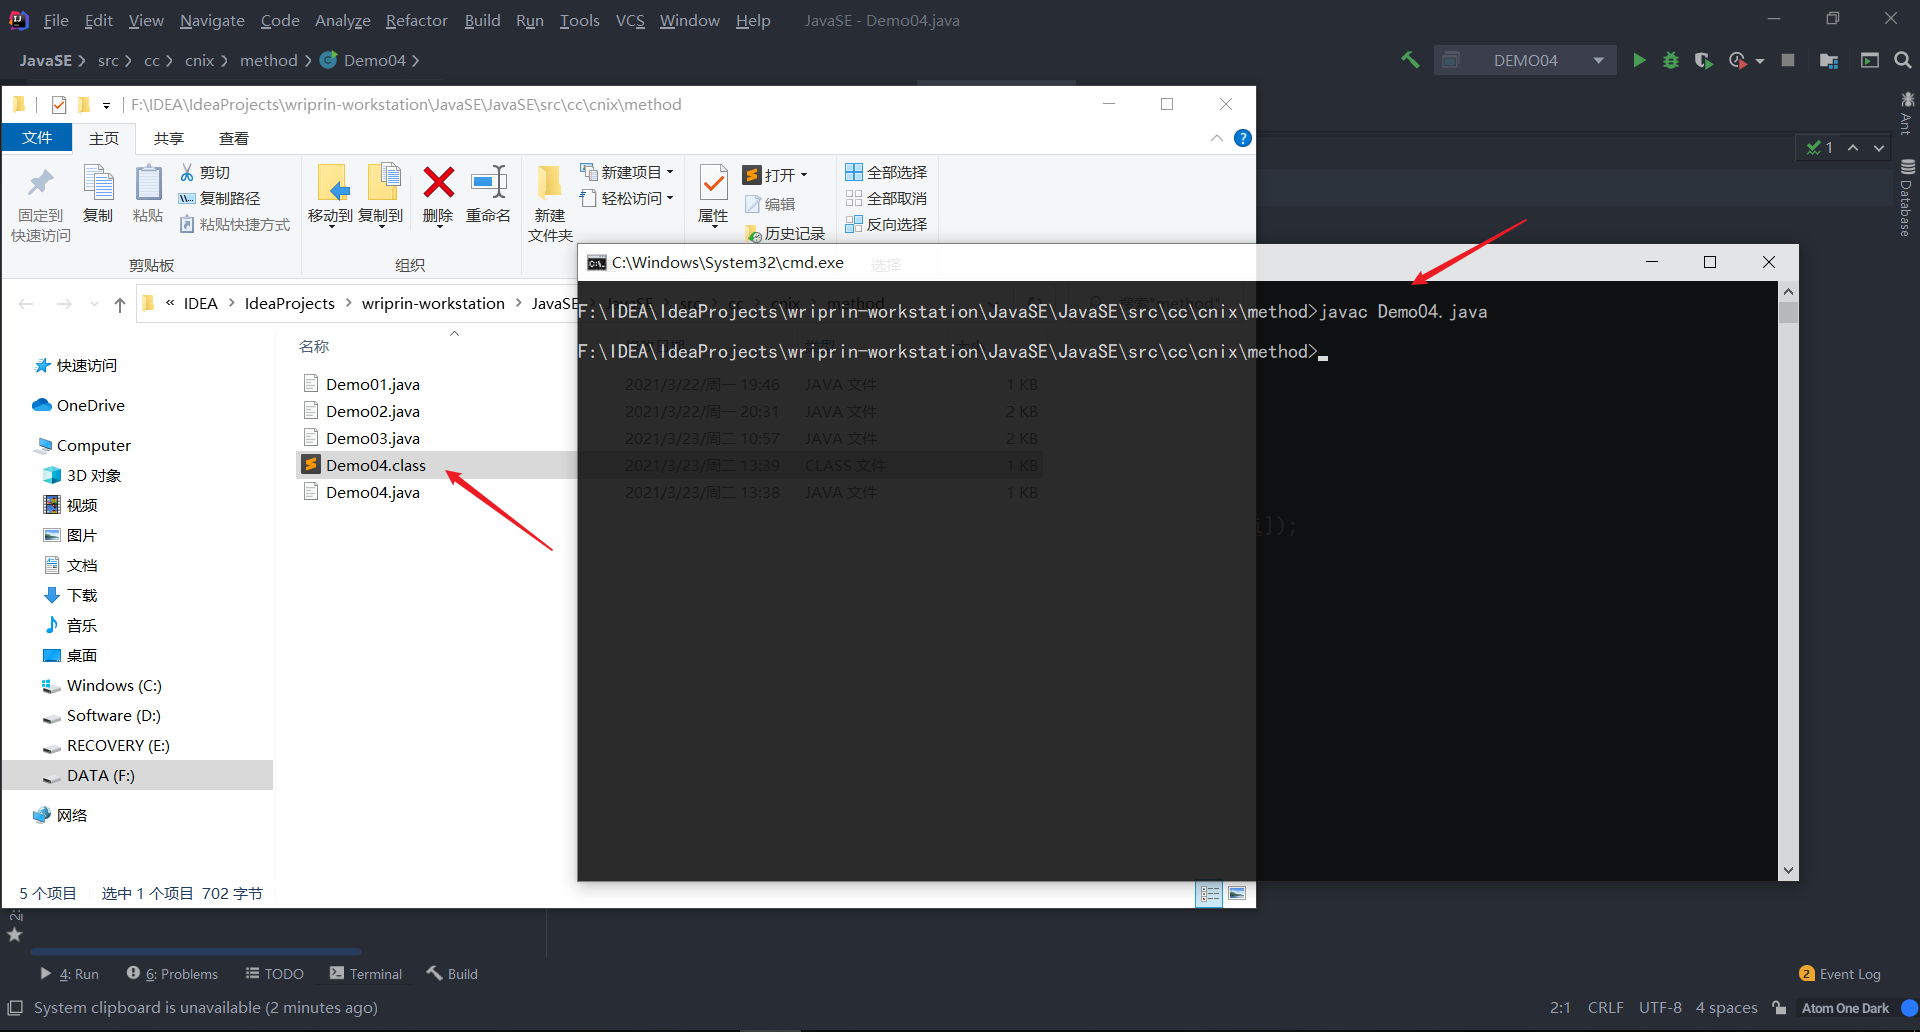 File Edit View Navigate Code Analyze Refactor Build Run Tools VCS Window Help JavaSE - Demo04.java
JavaSE src cc cnix method Demo04 DEMO04
F:\IDEA\IdeaProjects\wriprin-workstation\JavaSE\JavaSE\src\cc\cnix\method
文件 主页 共享 查看
1
Ant
Database
固定到
快速访问
复制
粘贴
剪切
复制路径
粘贴快捷方式
剪贴板
移动到 复制到 删除 重命名
组织
新建
文件夹
新建项目
轻松访问
属性
打开
编辑
历史记录
全部选择
全部取消
反向选择
选择
C:\Windows\System32\cmd.exe
« IDEA IdeaProjects wriprin-workstation JavaSE JavaSE src cc cnix method 搜索"method"
F:\IDEA\IdeaProjects\wriprin-workstation\JavaSE\JavaSE\src\cc\cnix\method>javac Demo04.java
F:\IDEA\IdeaProjects\wriprin-workstation\JavaSE\JavaSE\src\cc\cnix\method>
名称
快速访问
OneDrive
Computer
3D 对象
视频
图片
文档
下载
音乐
桌面
Windows (C:)
Software (D:)
RECOVERY (E:)
DATA (F:)
网络
Demo01.java 2021/3/22/周一 19:46 JAVA 文件 1 KB
Demo02.java 2021/3/22/周一 20:31 JAVA 文件 2 KB
Demo03.java 2021/3/23/周二 10:57 JAVA 文件 2 KB
Demo04.class 2021/3/23/周二 13:39 CLASS 文件 1 KB
Demo04.java 2021/3/23/周二 13:38 JAVA 文件 1 KB
i]);
5 个项目 选中 1 个项目 702 字节
2:
4: Run 6: Problems TODO Terminal Build 2 Event Log
System clipboard is unavailable (2 minutes ago) 2:1 CRLF UTF-8 4 spaces Atom One Dark